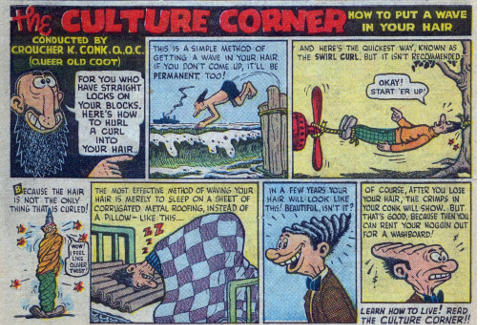 the CULTURE CORNER
HOW TO PUT A WAVE
IN YOUR HAIR
CONDUCTED BY
CROUCHER K. CONK. Q.O.C.
(QUEER OLD COOT)
FOR YOU WHO
HAVE STRAIGHT
LOCKS ON
YOUR BLOCKS,
HERE'S HOW
TO HURL
A CURL
INTO
YOUR HAIR
THIS IS A SIMPLE METHOD OF
GETTING A WAVE IN YOUR HAIR.
IF YOU DON'T COME UP, IT'LL BE
PERMANENT, TOO!
AND HERE'S THE QUICKEST WAY, KNOWN AS
THE SWIRL CURL. BUT IT ISN'T RECOMMENDED
OKAY!
START 'ER UP
BECAUSE THE HAIR
IS NOT THE ONLY
THING THAT IS CURLED!
WOW! I
FEEL
LIKE
OLIVER
TWIST
THE MOST EFFECTIVE METHOD OF WAVING YOUR
HAIR IS MERELY TO SLEEP ON A SHEET OF
CORRUGATED METAL ROOFING, INSTEAD OF
A PILLOW- LIKE THIS...
ZZ
IN A FEW YEARS YOUR
HAIR WILL LOOK LIKE
THIS! BEAUTIFUL, ISN'T IT?
OF COURSE, AFTER YOU LOSE
YOUR HAIR, THE CRIMPS IN
YOUR CONK WILL SHOW. BUT
THAT'S GOOD, BECAUSE THEN YOU
CAN RENT YOUR NOGGIN OUT
FOR A WASHBOARD!
LEARN HOW TO LIVE! READ
THE CULTURE CORNER!!